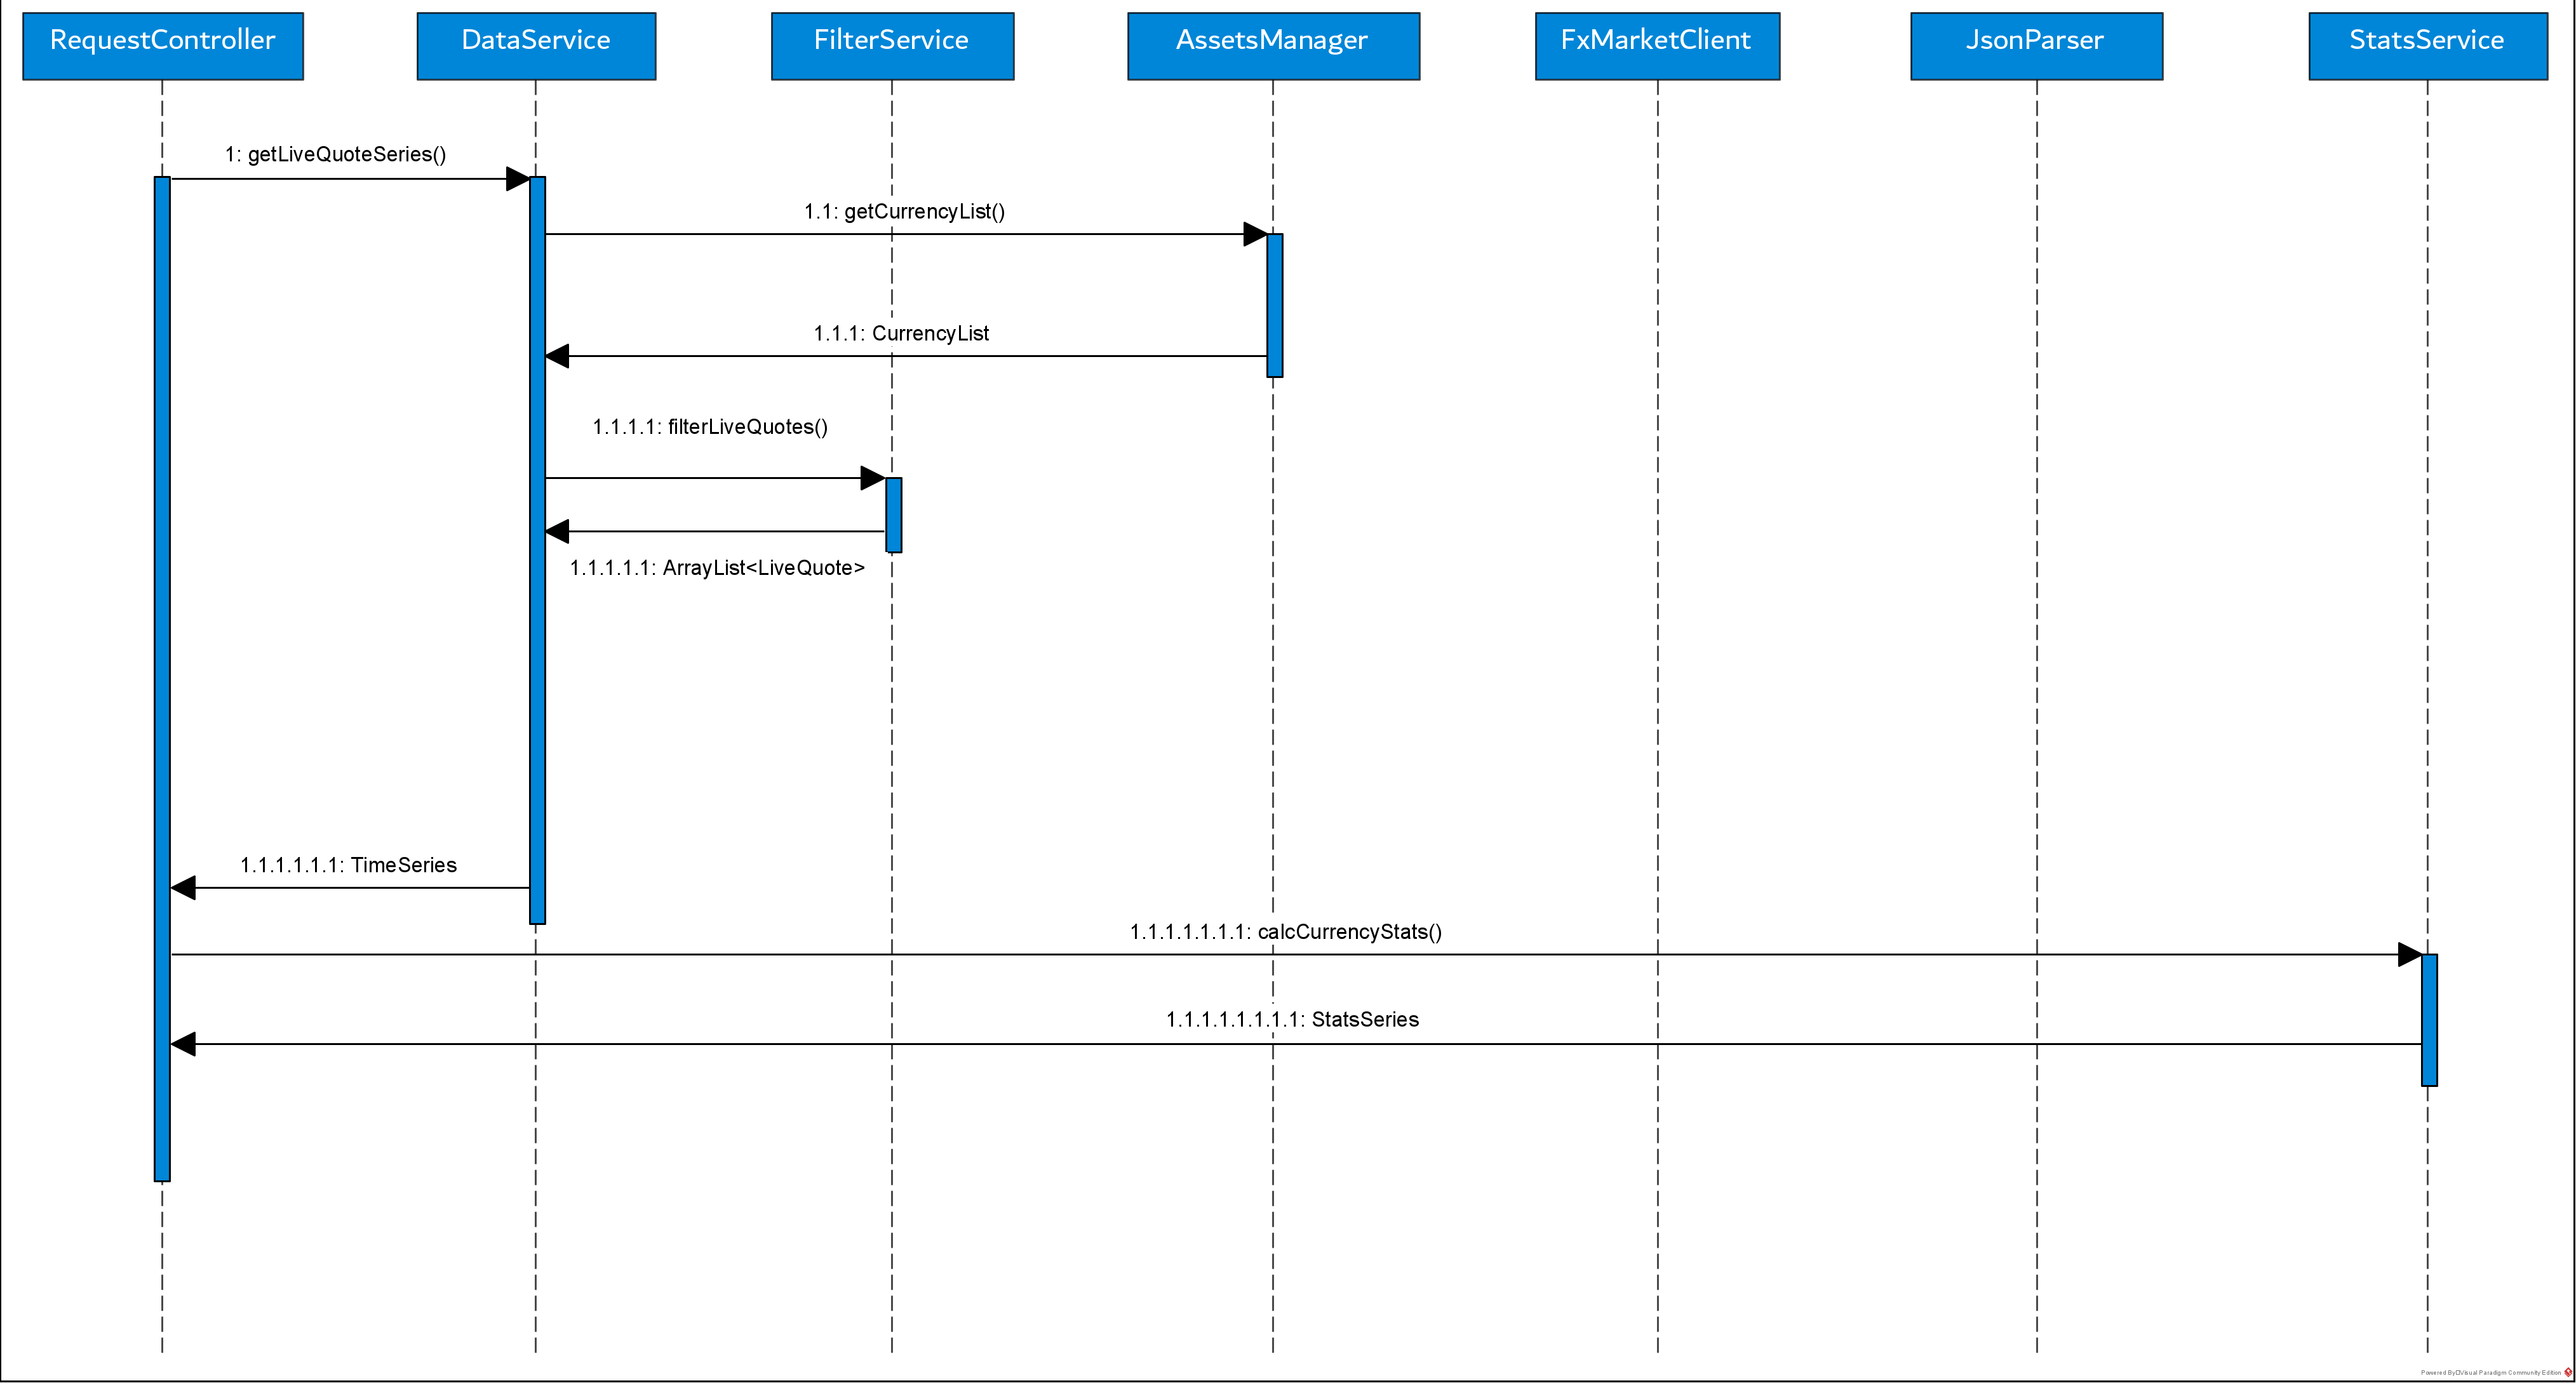 RequestController
DataService
FilterService
AssetsManager
FxMarketClient
JsonParser
StatsService
1: getLiveQuoteSeries()
1.1: getCurrencyList()
1.1.1: CurrencyList
1.1.1.1: filterLiveQuotes()
1.1.1.1.1: ArrayList<LiveQuote>
1.1.1.1.1.1: TimeSeries
1.1.1.1.1.1.1: calcCurrencyStats()
1.1.1.1.1.1.1.1: StatsSeries
Powered By□Visual Paradigm Community Edition